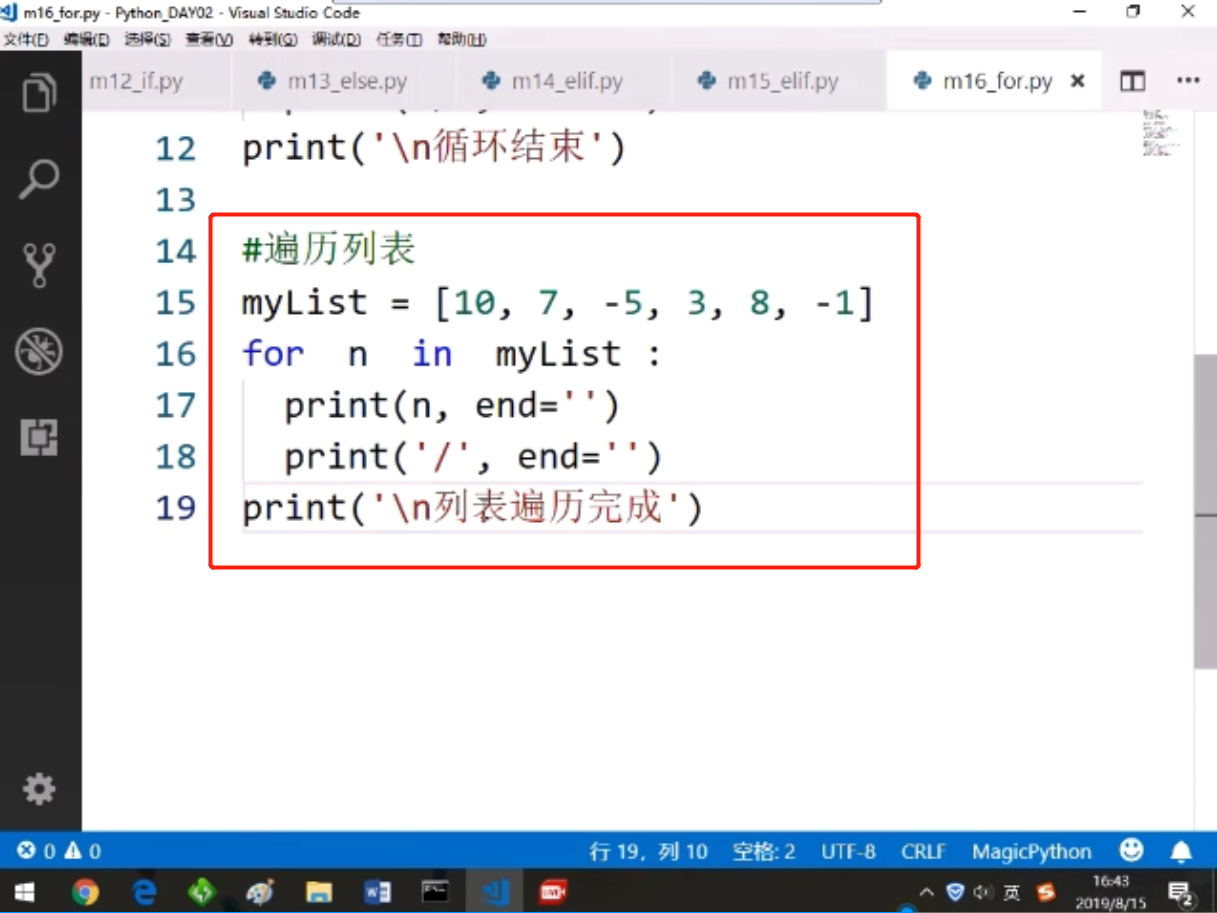 m16_for.py - Python_DAY02 - Visual Studio Code
文件(F) 编辑(E) 选择(S) 查看(V) 转到(G) 调试(D) 任务(T) 帮助(H)
m12_if.py m13_else.py m14_elif.py m15_elif.py m16_for.py
12 print('\n循环结束')
13
14 #遍历列表
15 myList = [10, 7, -5, 3, 8, -1]
16 for n in myList :
17 print(n, end='')
18 print('/', end='')
19 print('\n列表遍历完成')
0 0 行 19，列 10 空格: 2 UTF-8 CRLF MagicPython
英 16:43
2019/8/15 2